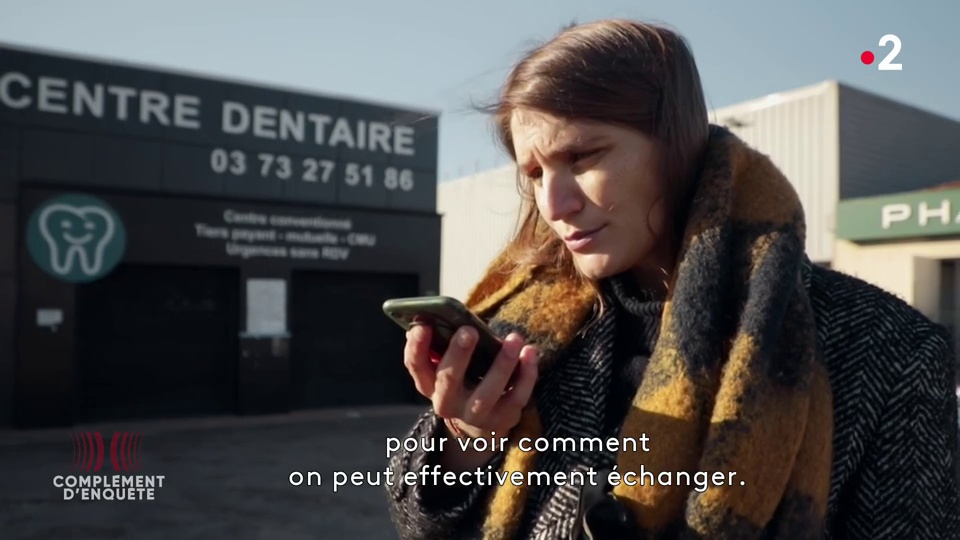 2
CENTRE DENTAIRE
03 73 27 51 86
Centre conventionné
Tiers payant - mutuelle - CMU
Urgences sans RDV
PHA
pour voir comment
on peut effectivement échanger.
COMPLÉMENT
D'ENQUÊTE